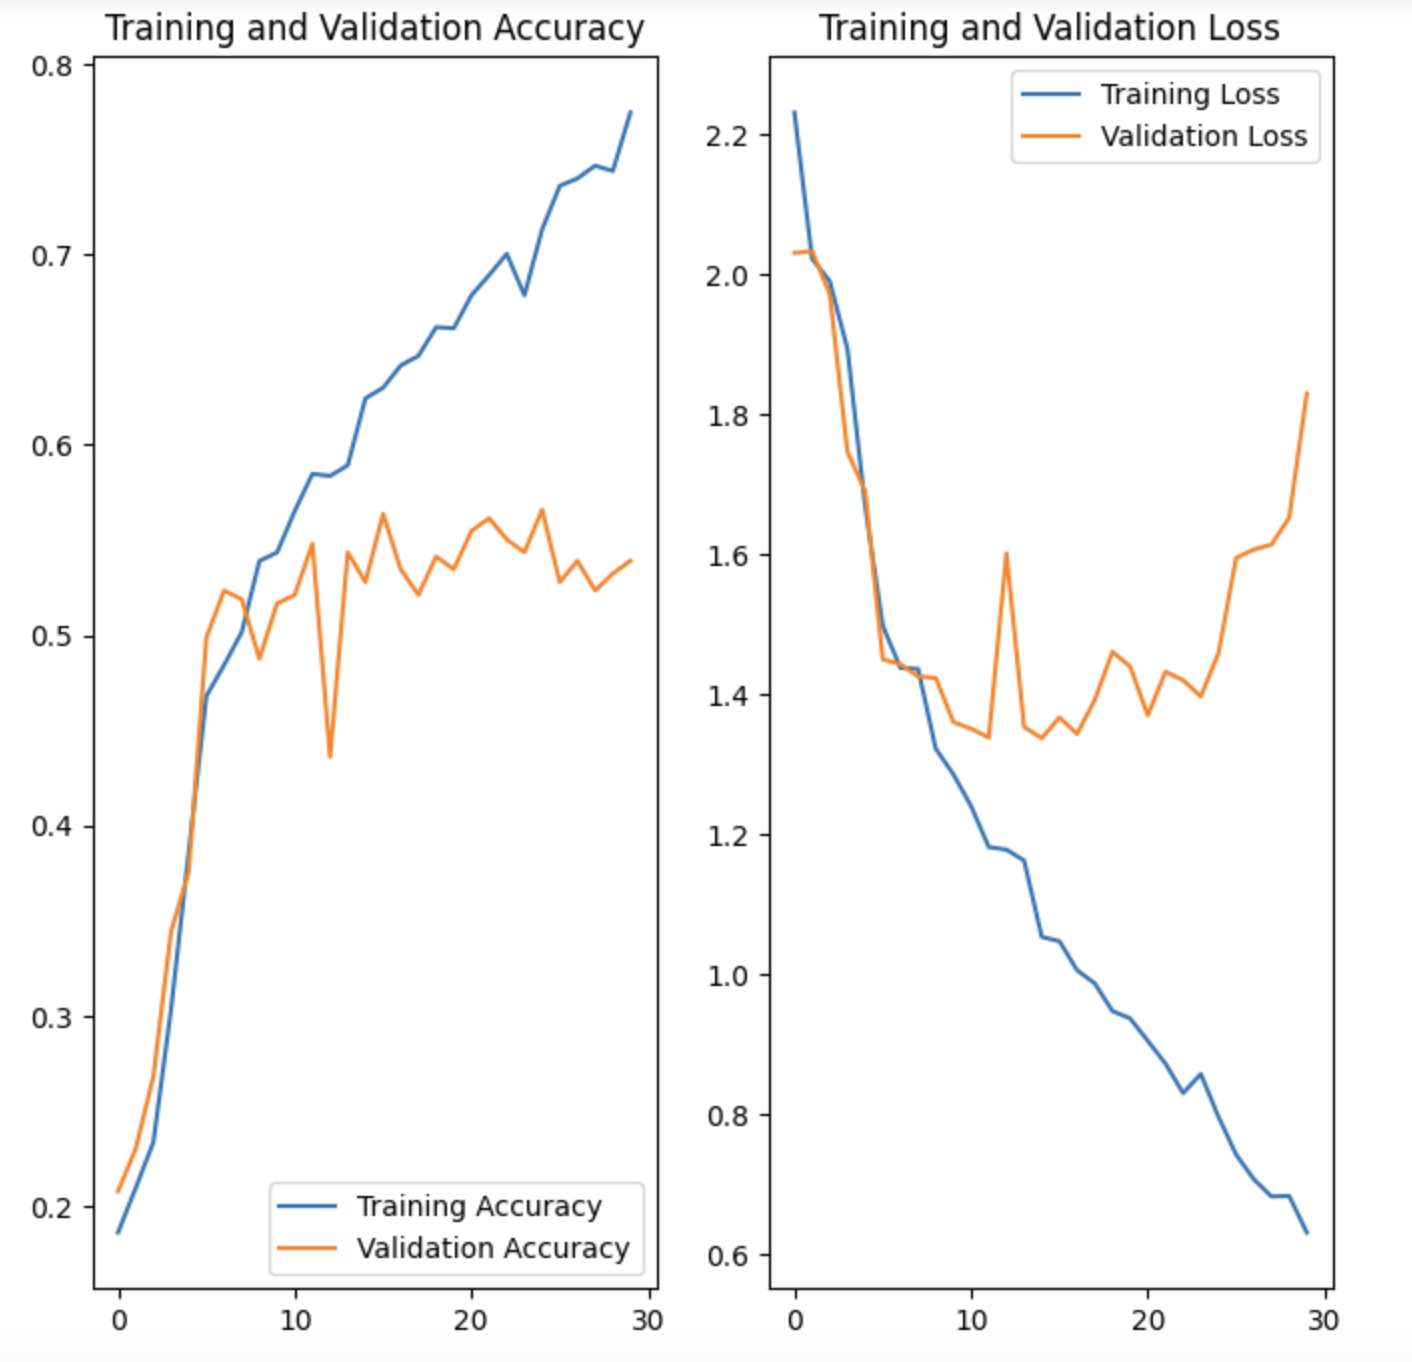 Training and Validation Accuracy
0.8
0.7
0.6
0.5
0.4
0.3
0.2
Training Accuracy
Validation Accuracy
0 10 20 30
Training and Validation Loss
Training Loss
Validation Loss
2.2
2.0
1.8
1.6
1.4
1.2
1.0
0.8
0.6
0 10 20 30